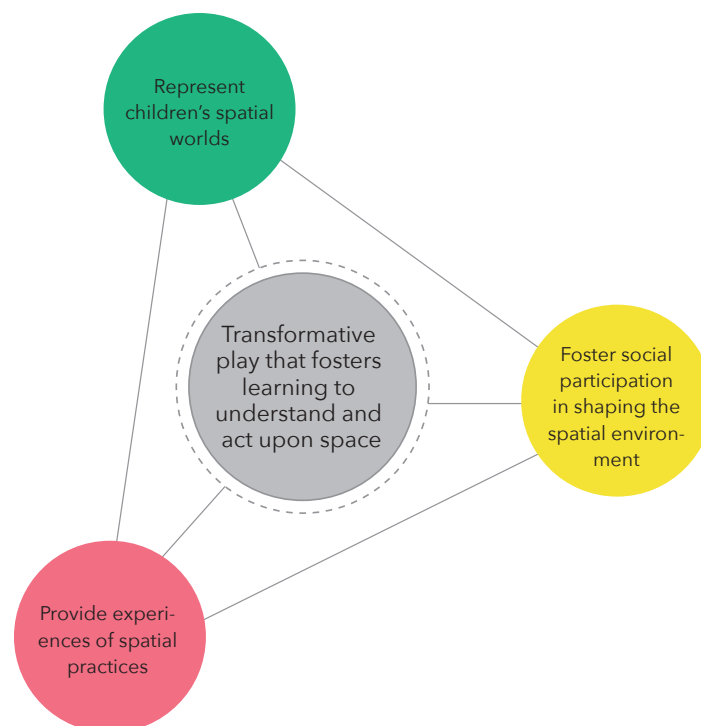 Represent
children’s spatial
worlds
Transformative
play that fosters
learning to
understand and
act upon space
Foster social
participation
in shaping the
spatial environ-
ment
Provide experi-
ences of spatial
practices